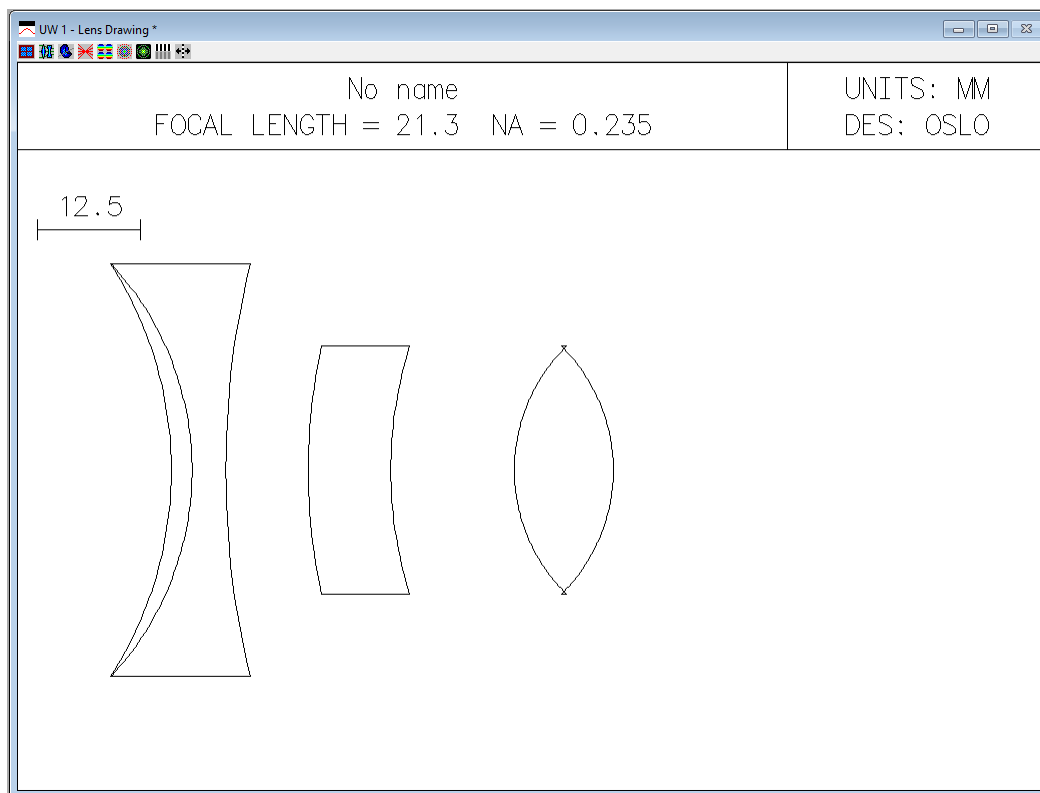 UW 1 - Lens Drawing *
No name
FOCAL LENGTH = 21.3 NA = 0.235
UNITS: MM
DES: OSLO
12.5